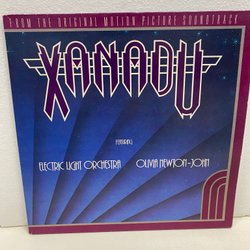 FROM THE ORIGINAL MOTION PICTURE SOUNDTRACK
XANADU
FEATURING
ELECTRIC LIGHT ORCHESTRA OLIVIA NEWTON-JOHN